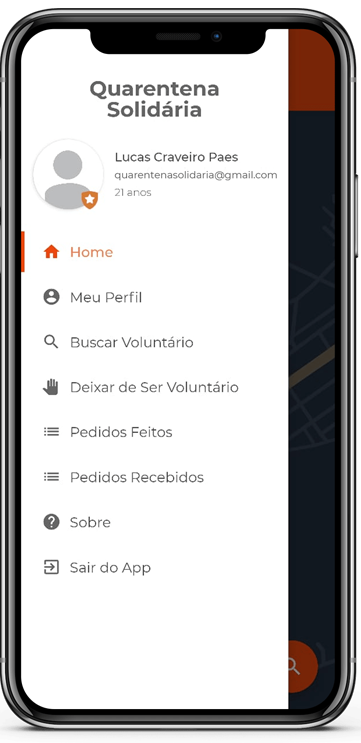 Quarentena
Solidária
Lucas Craveiro Paes
quarentenasolidaria@gmail.com
21 anos
Home
Meu Perfil
Buscar Voluntário
Deixar de Ser Voluntário
Pedidos Feitos
Pedidos Recebidos
Sobre
Sair do App